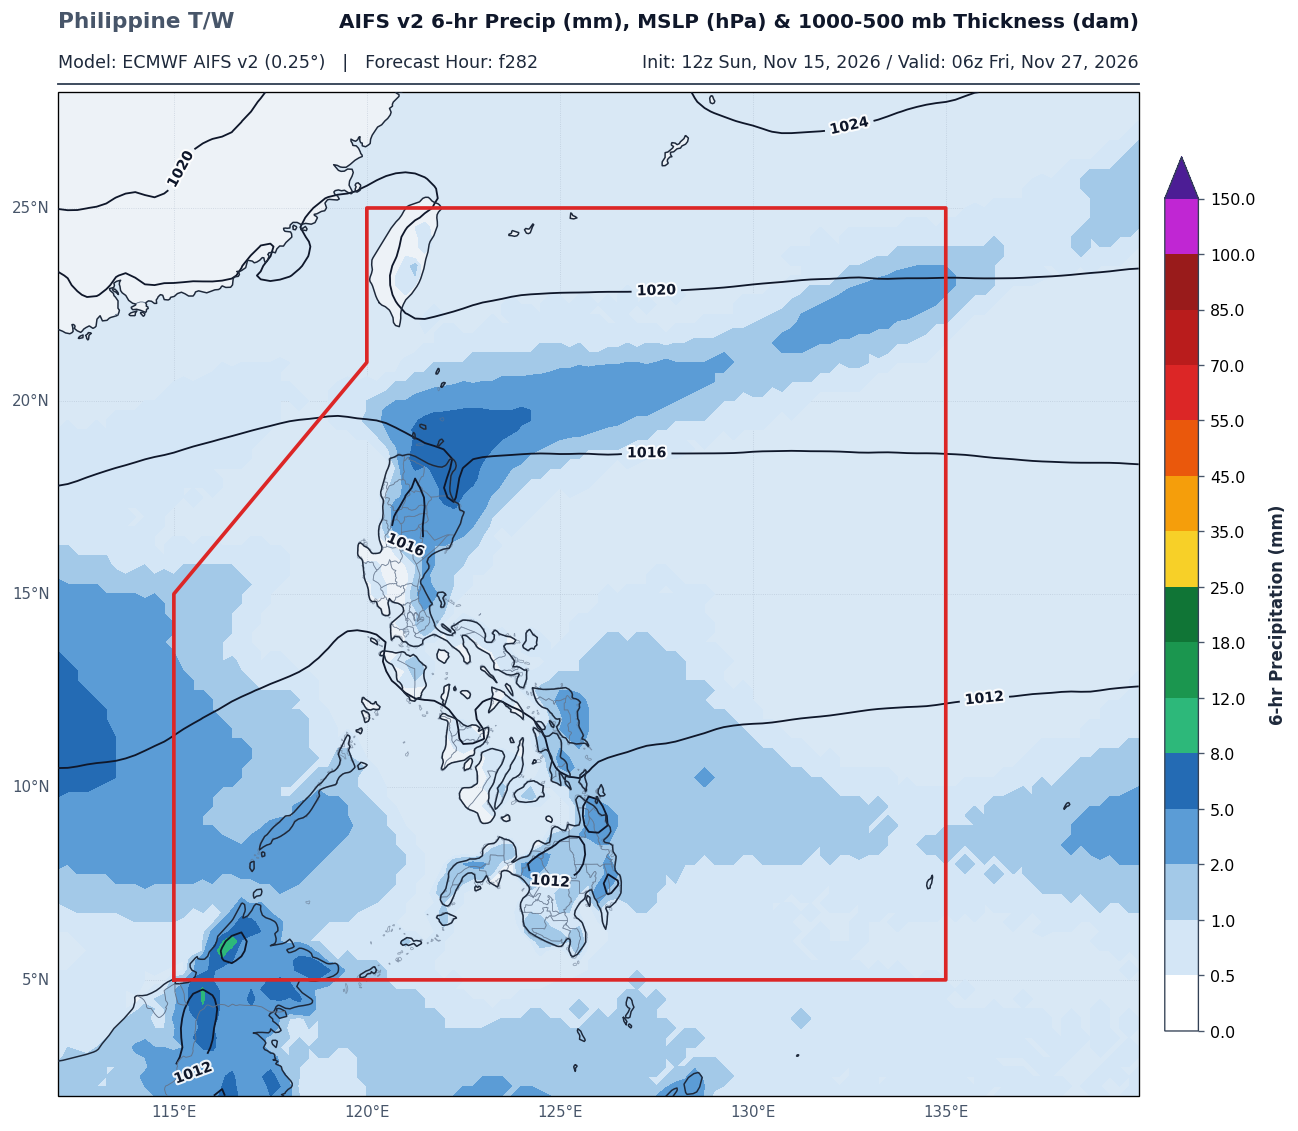 Philippine T/W
AIFS v2 6-hr Precip (mm), MSLP (hPa) & 1000-500 mb Thickness (dam)
Model: ECMWF AIFS v2 (0.25°) | Forecast Hour: f282
Init: 12z Sun, Nov 15, 2026 / Valid: 06z Fri, Nov 27, 2026
1024
1020
1020
1016
1016
1012
1012
1012
25°N
20°N
15°N
10°N
5°N
115°E
120°E
125°E
130°E
135°E
150.0
100.0
85.0
70.0
55.0
45.0
35.0
25.0
18.0
12.0
8.0
5.0
2.0
1.0
0.5
0.0
6-hr Precipitation (mm)